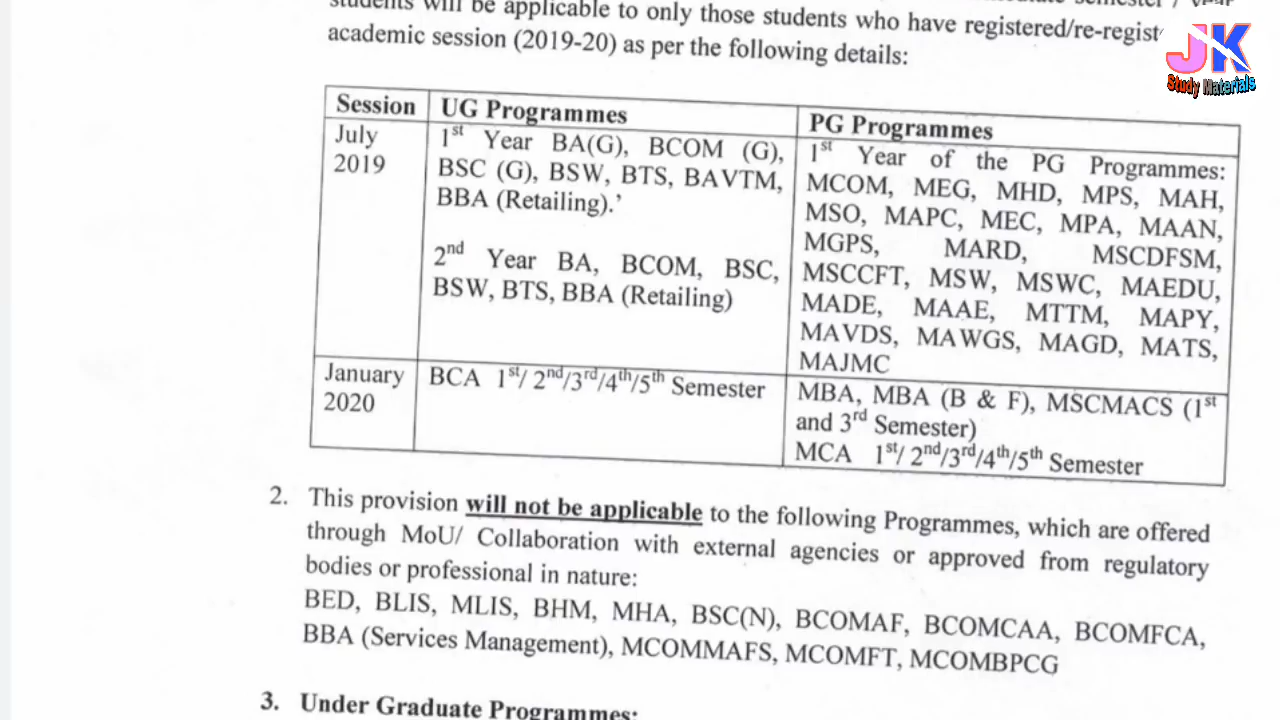 students will be applicable to only those students who have registered/re-regist
academic session (2019-20) as per the following details:
JK
Study Materials
Session UG Programmes PG Programmes
July 2019
1st Year BA(G), BCOM (G),
BSC (G), BSW, BTS, BAVTM,
BBA (Retailing).’
2nd Year BA, BCOM, BSC,
BSW, BTS, BBA (Retailing)
1st Year of the PG Programmes:
MCOM, MEG, MHD, MPS, MAH,
MSO, MAPC, MEC, MPA, MAAN,
MGPS, MARD, MSCDFSM,
MSCCFT, MSW, MSWC, MAEDU,
MADE, MAAE, MTTM, MAPY,
MAVDS, MAWGS, MAGD, MATS,
MAJMC
January 2020
BCA 1st/ 2nd/3rd/4th/5th Semester
MBA, MBA (B & F), MSCMACS (1st
and 3rd Semester)
MCA 1st/ 2nd/3rd/4th/5th Semester
2. This provision will not be applicable to the following Programmes, which are offered
through MoU/ Collaboration with external agencies or approved from regulatory
bodies or professional in nature:
BED, BLIS, MLIS, BHM, MHA, BSC(N), BCOMAF, BCOMCAA, BCOMFCA,
BBA (Services Management), MCOMMAFS, MCOMFT, MCOMBPCG
3. Under Graduate Programmes: